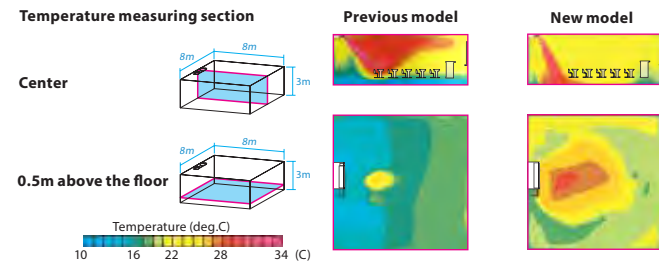 Temperature measuring section
Previous model
New model
Center
8m
8m
3m
0.5m above the floor
8m
8m
3m
Temperature (deg.C)
10 16 22 28 34 (C)